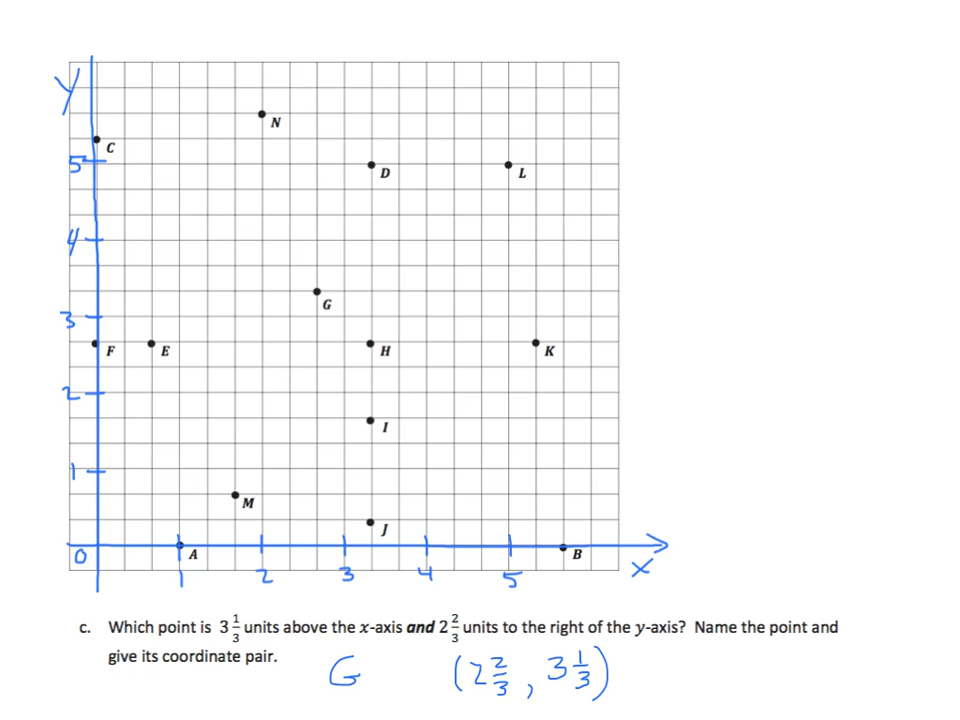 Y
N
C
5
D
L
4
G
3
F
E
H
K
2
I
1
M
J
0
A
B
1 2 3 4 5 X
c. Which point is 3 1/3 units above the x-axis and 2 2/3 units to the right of the y-axis? Name the point and
give its coordinate pair. G (2 2/3, 3 1/3)